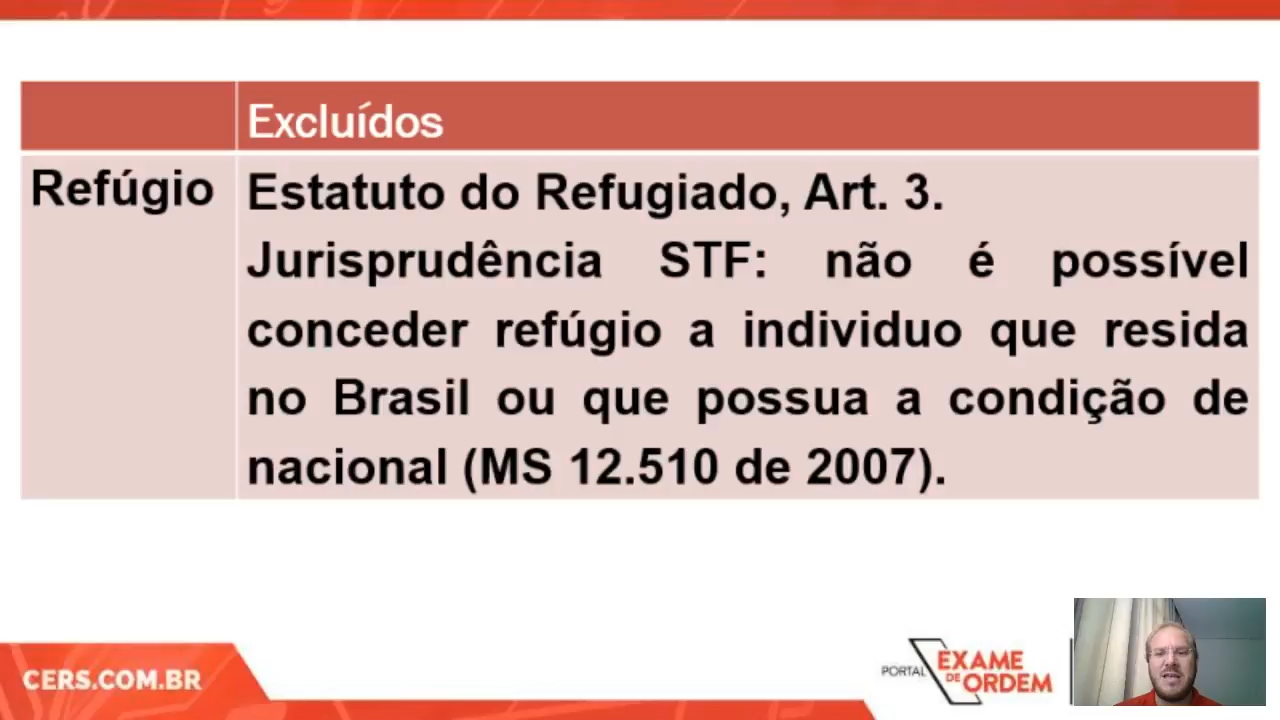 Excluídos
Refúgio
Estatuto do Refugiado, Art. 3.
Jurisprudência STF: não é possível
conceder refúgio a individuo que resida
no Brasil ou que possua a condição de
nacional (MS 12.510 de 2007).
CERS.COM.BR
PORTAL EXAME
DE ORDEM